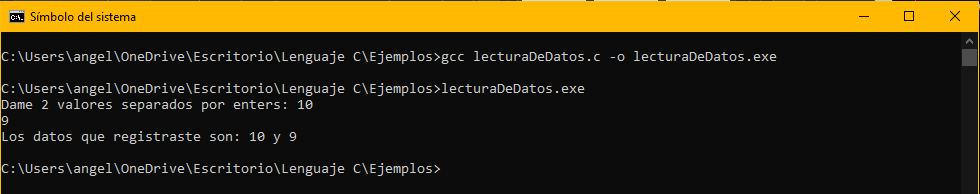 Símbolo del sistema
C:\Users\angel\OneDrive\Escritorio\Lenguaje C\Ejemplos>gcc lecturaDeDatos.c -o lecturaDeDatos.exe
C:\Users\angel\OneDrive\Escritorio\Lenguaje C\Ejemplos>lecturaDeDatos.exe
Dame 2 valores separados por enters: 10
9
Los datos que registraste son: 10 y 9
C:\Users\angel\OneDrive\Escritorio\Lenguaje C\Ejemplos>